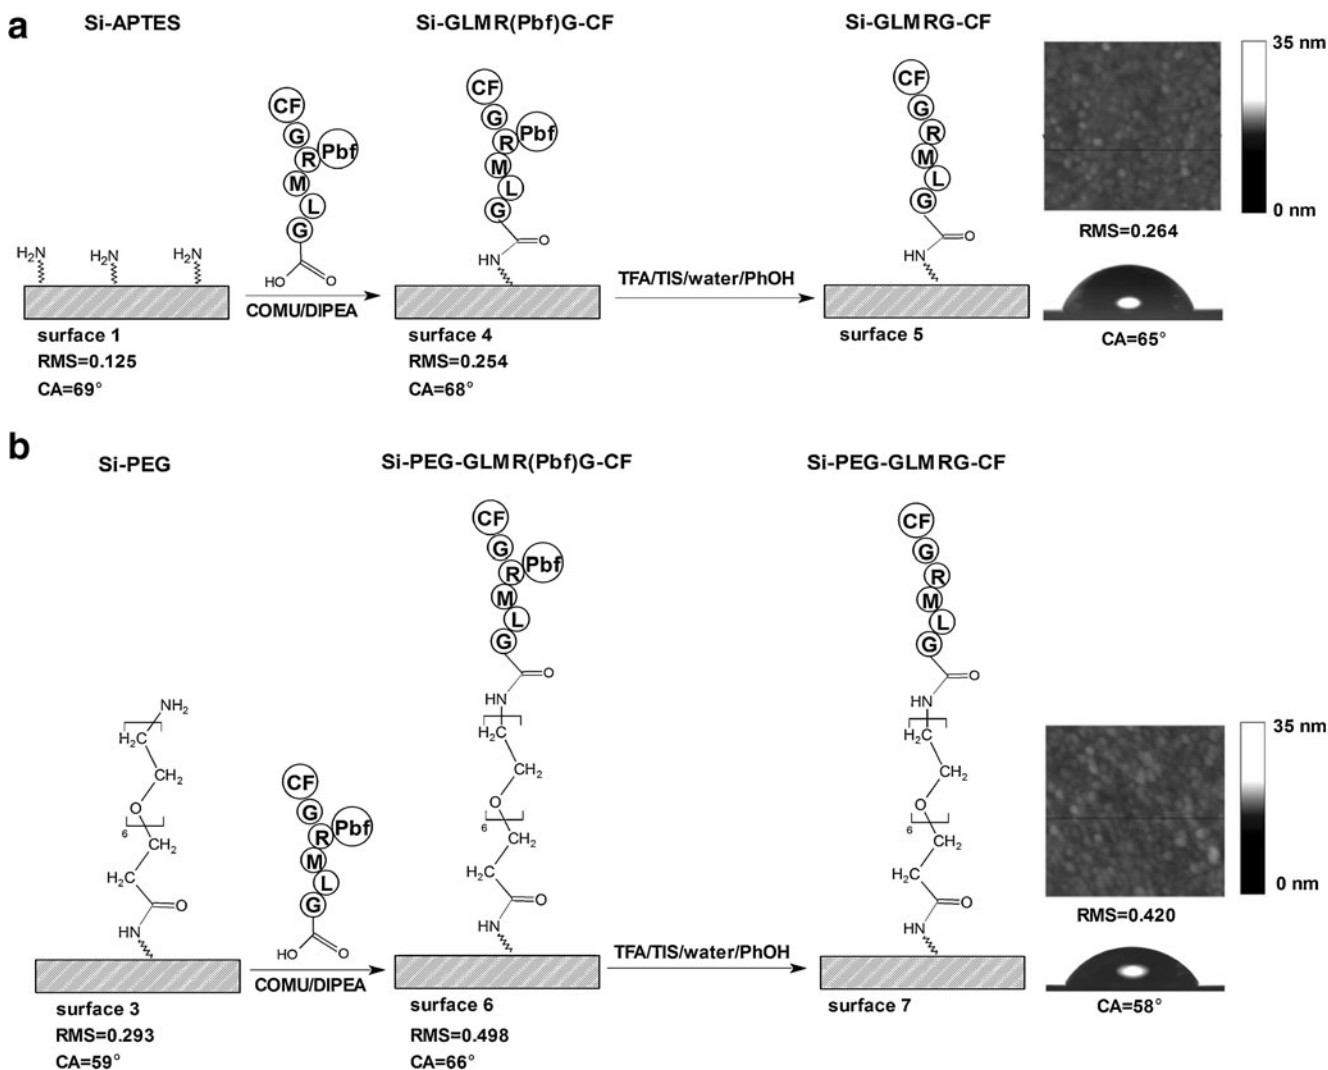 a
Si-APTES
Si-GLMR(Pbf)G-CF
Si-GLMRG-CF
35 nm
0 nm
RMS=0.264
CA=65°
CF
G
R
Pbf
M
L
G
HO
O
CF
G
R
Pbf
M
L
G
O
HN
CF
G
R
M
L
G
O
HN
H₂N
H₂N
H₂N
COMU/DIPEA
TFA/TIS/water/PhOH
surface 1
RMS=0.125
CA=69°
surface 4
RMS=0.254
CA=68°
surface 5
b
Si-PEG
Si-PEG-GLMR(Pbf)G-CF
Si-PEG-GLMRG-CF
NH₂
H₂C
CH₂
O
6
CH₂
H₂C
O
HN
CF
G
R
Pbf
M
L
G
HO
O
CF
G
R
Pbf
M
L
G
O
HN
H₂C
CH₂
O
6
CH₂
H₂C
O
HN
CF
G
R
M
L
G
O
HN
H₂C
CH₂
O
6
CH₂
H₂C
O
HN
35 nm
0 nm
RMS=0.420
CA=58°
COMU/DIPEA
TFA/TIS/water/PhOH
surface 3
RMS=0.293
CA=59°
surface 6
RMS=0.498
CA=66°
surface 7